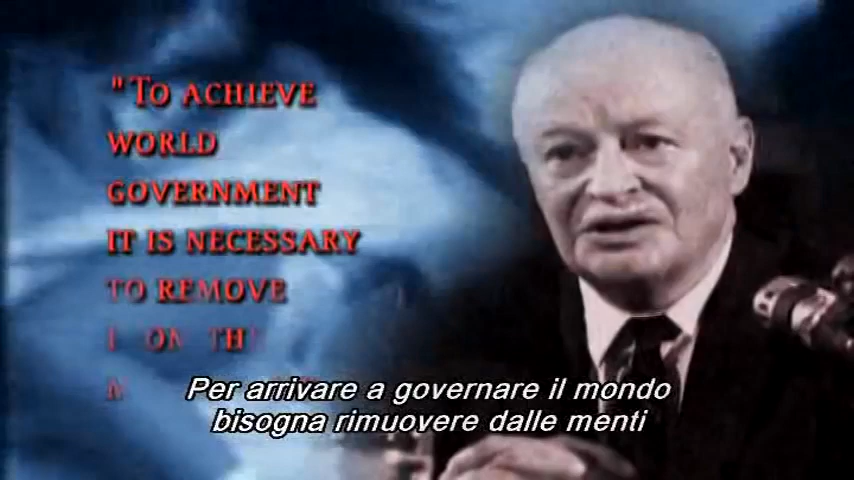 "TO ACHIEVE
WORLD
GOVERNMENT
IT IS NECESSARY
TO REMOVE
Per arrivare a governare il mondo
bisogna rimuovere dalle menti